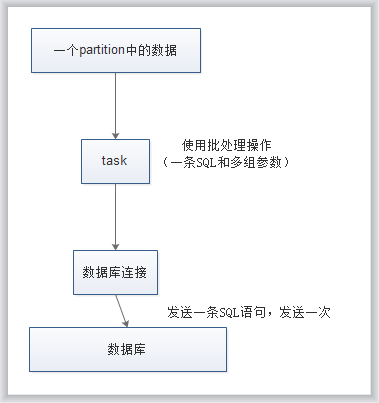 一个partition中的数据
使用批处理操作
（一条SQL和多组参数）
task
数据库连接
发送一条SQL语句，发送一次
数据库